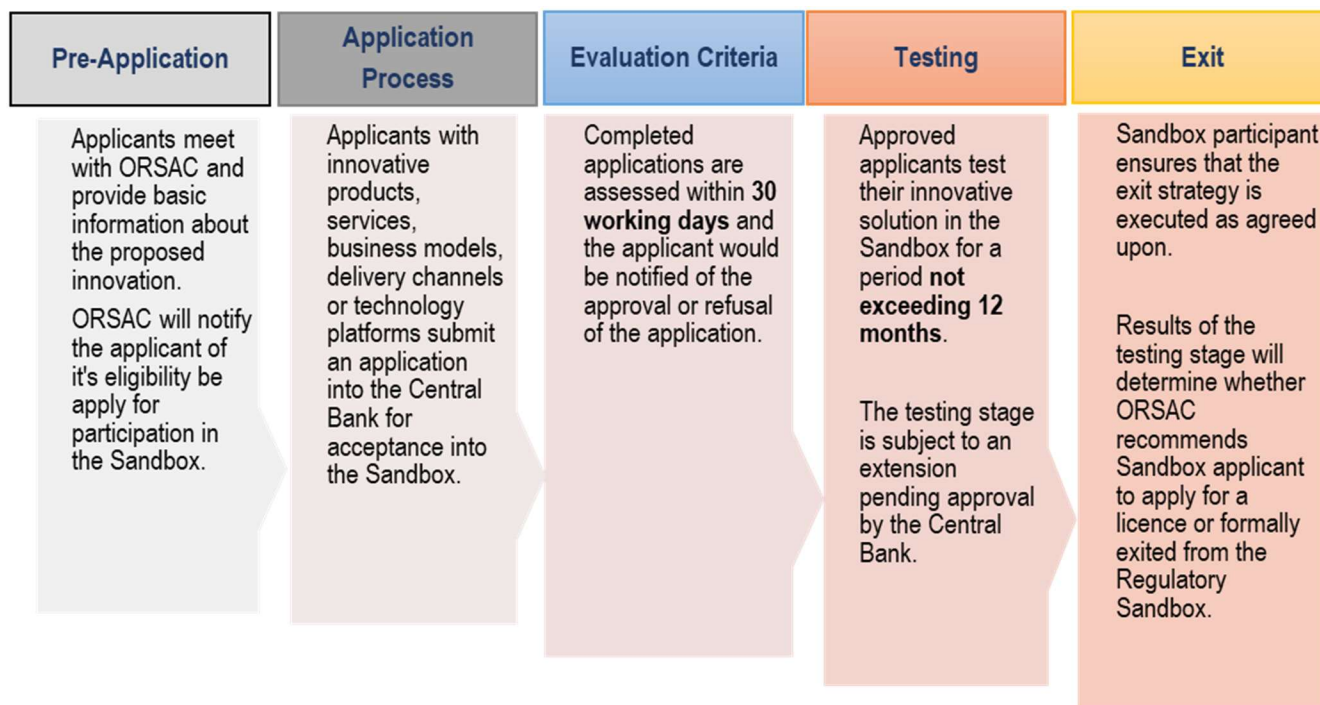 Pre-Application
Applicants meet
with ORSAC and
provide basic
information about
the proposed
innovation.
ORSAC will notify
the applicant of
it's eligibility be
apply for
participation in
the Sandbox.
Application
Process
Applicants with
innovative
products,
services,
business models,
delivery channels
or technology
platforms submit
an application
into the Central
Bank for
acceptance into
the Sandbox.
Evaluation Criteria
Completed
applications are
assessed within 30
working days and
the applicant would
be notified of the
approval or refusal
of the application.
Testing
Approved
applicants test
their innovative
solution in the
Sandbox for a
period not
exceeding 12
months.
The testing stage
is subject to an
extension
pending approval
by the Central
Bank.
Exit
Sandbox participant
ensures that the
exit strategy is
executed as agreed
upon.
Results of the
testing stage will
determine whether
ORSAC
recommends
Sandbox applicant
to apply for a
licence or formally
exited from the
Regulatory
Sandbox.